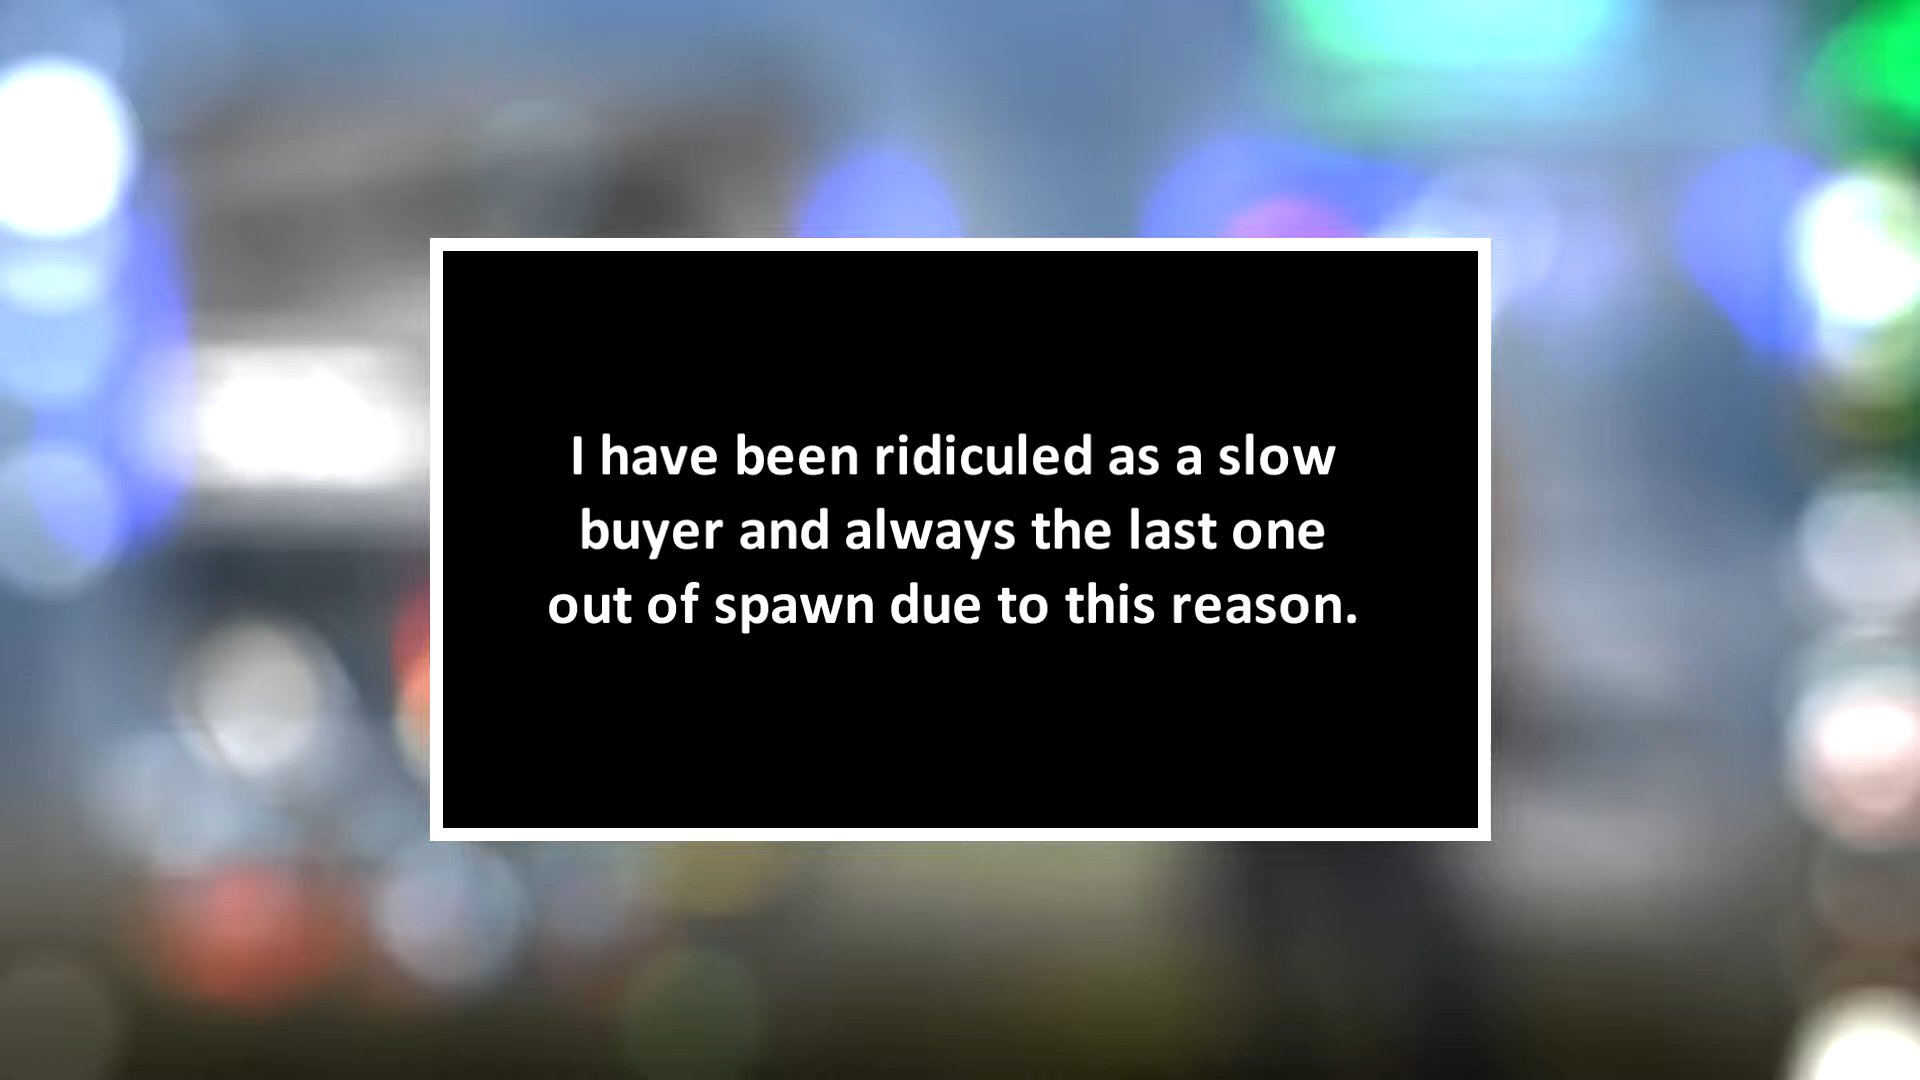 I have been ridiculed as a slow
buyer and always the last one
out of spawn due to this reason.